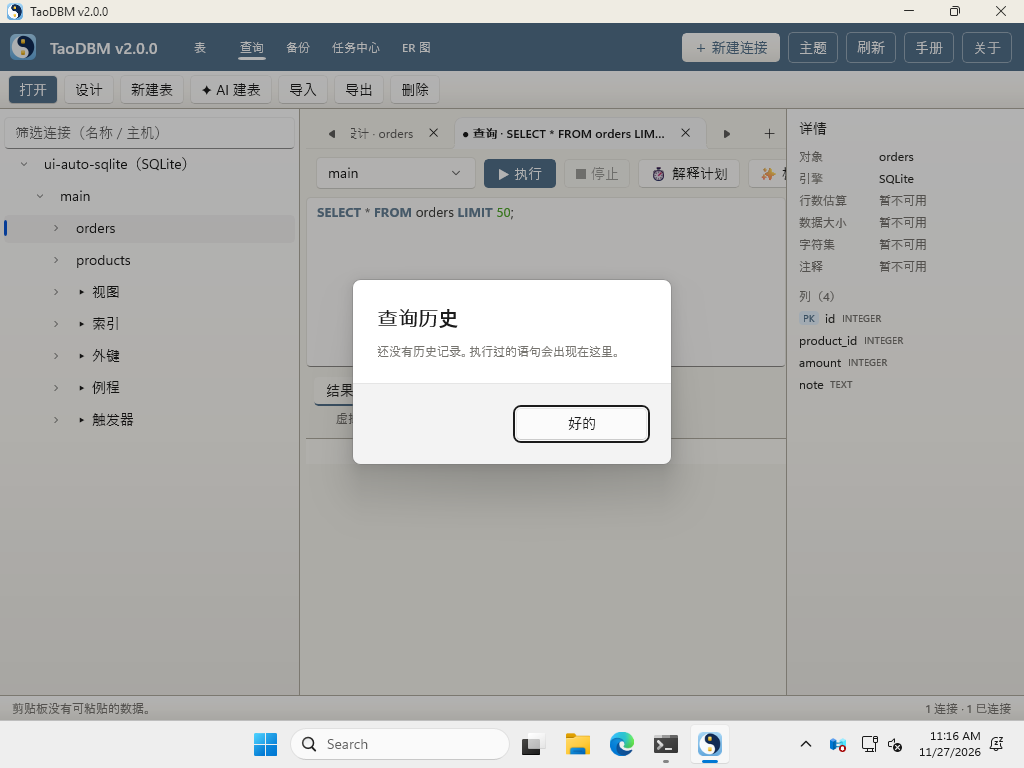 TaoDBM v2.0.0
TaoDBM v2.0.0
表
查询
备份
任务中心
ER 图
+ 新建连接
主题
刷新
手册
关于
打开
设计
新建表
✦ AI 建表
导入
导出
删除
筛选连接（名称 / 主机）
ui-auto-sqlite（SQLite）
main
orders
products
视图
索引
外键
例程
触发器
设计 · orders
● 查询 · SELECT * FROM orders LIM...
main
执行
停止
解释计划
SELECT * FROM orders LIMIT 50;
结果
查询历史
还没有历史记录。执行过的语句会出现在这里。
好的
详情
对象 orders
引擎 SQLite
行数估算 暂不可用
数据大小 暂不可用
字符集 暂不可用
注释 暂不可用
列（4）
PK id INTEGER
product_id INTEGER
amount INTEGER
note TEXT
剪贴板没有可粘贴的数据。
1 连接 · 1 已连接
Search
11:16 AM
11/27/2026